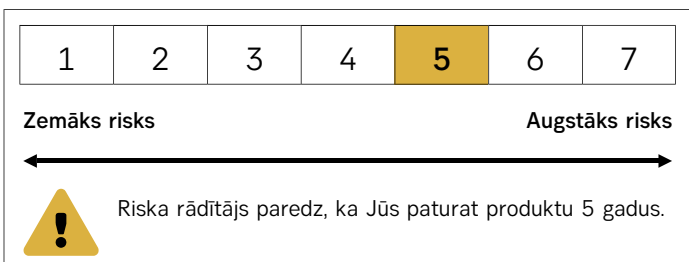 1 2 3 4 5 6 7
Zemāks risks Augstāks risks
Riska rādītājs paredz, ka Jūs paturat produktu 5 gadus.